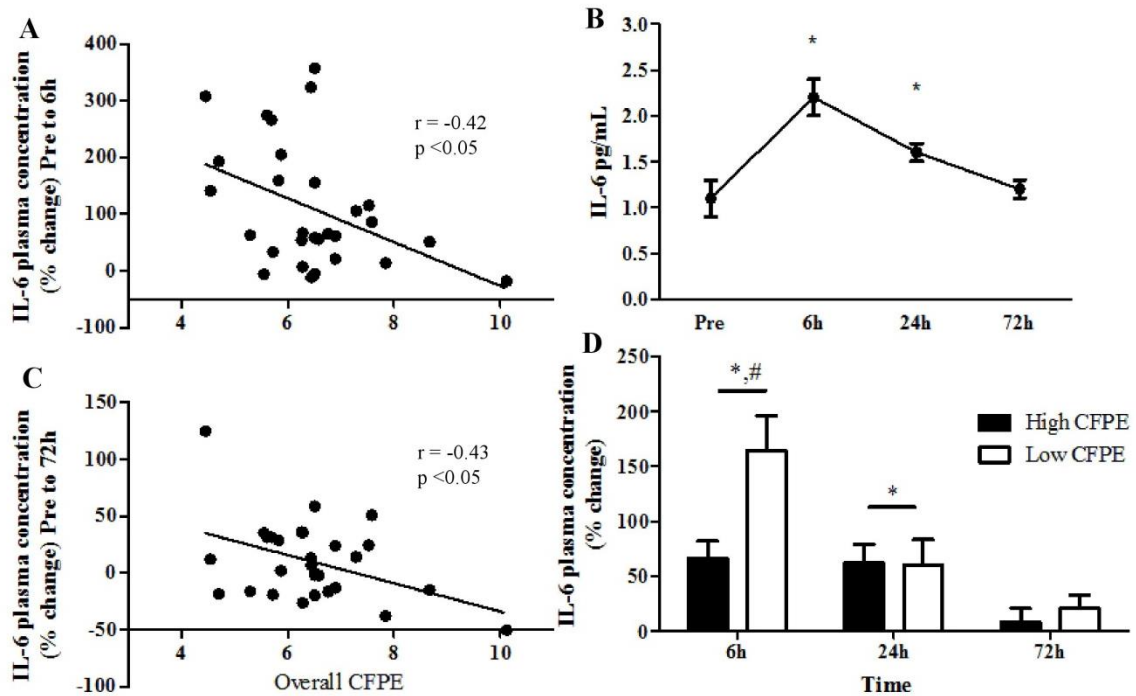 A
IL-6 plasma concentration
(% change) Pre to 6h
400
300
200
100
0
-100
r = -0.42
p <0.05
4
6
8
10
B
IL-6 pg/mL
3.0
2.5
2.0
1.5
1.0
0.5
0.0
*
*
Pre
6h
24h
72h
C
IL-6 plasma concentration
(% change) Pre to 72h
150
100
50
0
-50
-100
r = -0.43
p <0.05
4
6
8
10
Overall CFPE
D
IL-6 plasma concentration
(% change)
250
200
150
100
50
0
*,#
*
High CFPE
Low CFPE
6h
24h
72h
Time